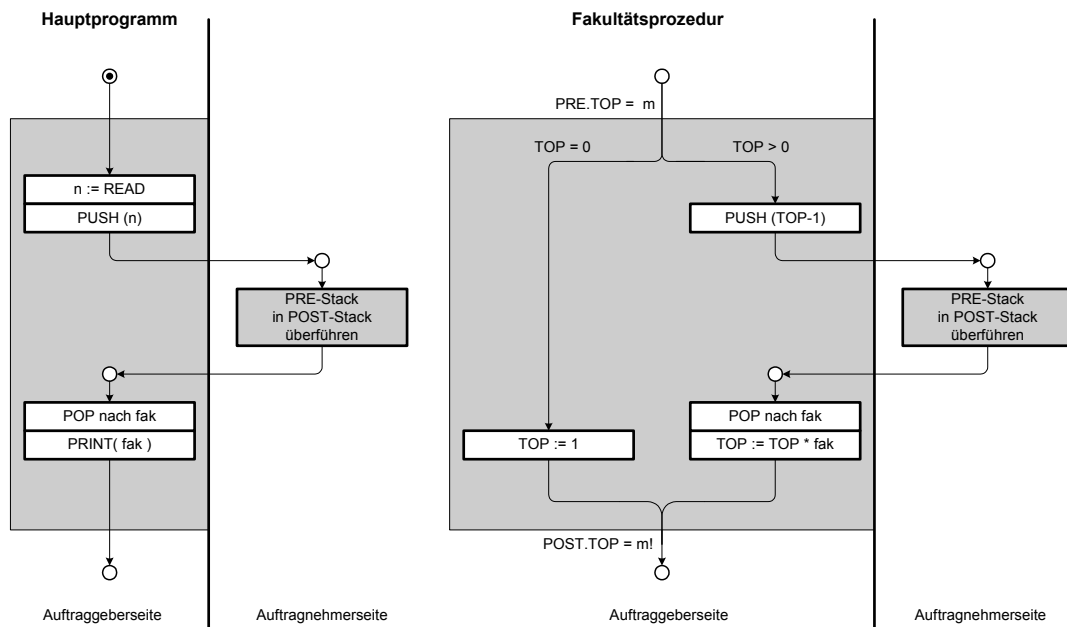 Hauptprogramm
n := READ
PUSH (n)
PRE-Stack
in POST-Stack
überführen
POP nach fak
PRINT( fak )
Auftraggeberseite
Auftragnehmerseite
Fakultätsprozedur
PRE.TOP = m
TOP = 0
TOP > 0
PUSH (TOP-1)
PRE-Stack
in POST-Stack
überführen
POP nach fak
TOP := TOP * fak
TOP := 1
POST.TOP = m!
Auftraggeberseite
Auftragnehmerseite